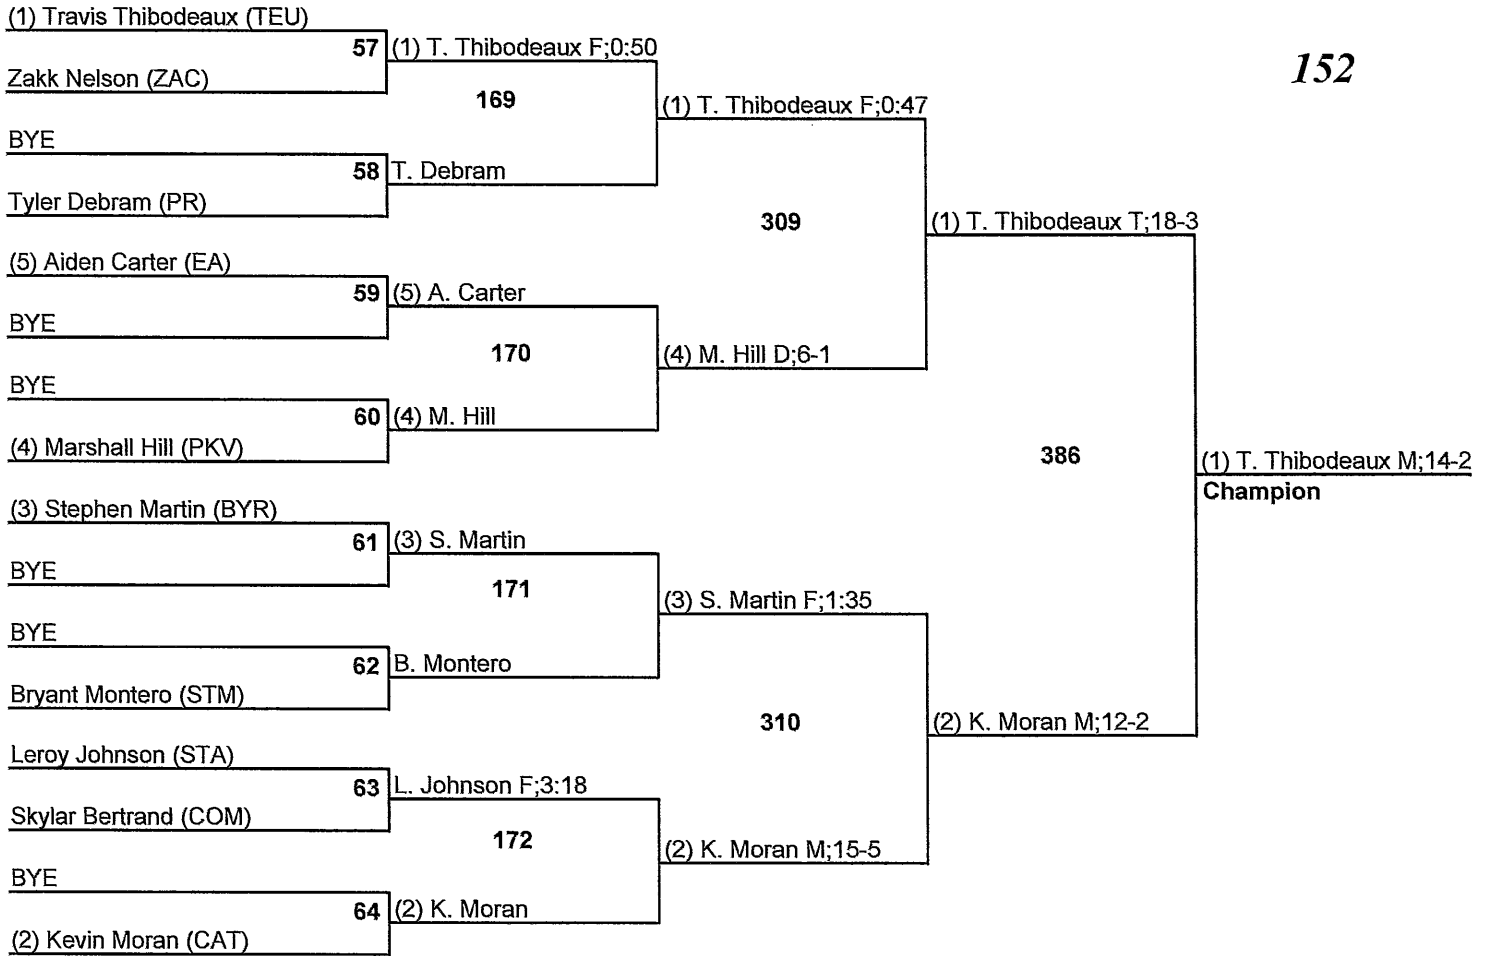 (1) Travis Thibodeaux (TEU)
57
Zakk Nelson (ZAC)
BYE
58
Tyler Debram (PR)
(5) Aiden Carter (EA)
59
BYE
BYE
60
(4) Marshall Hill (PKV)
(3) Stephen Martin (BYR)
61
BYE
BYE
62
Bryant Montero (STM)
Leroy Johnson (STA)
63
Skylar Bertrand (COM)
BYE
64
(2) Kevin Moran (CAT)
(1) T. Thibodeaux F;0:50
169
T. Debram
(5) A. Carter
170
(4) M. Hill
(3) S. Martin
171
B. Montero
L. Johnson F;3:18
172
(2) K. Moran
(1) T. Thibodeaux F;0:47
309
(4) M. Hill D;6-1
(3) S. Martin F;1:35
310
(2) K. Moran M;15-5
(1) T. Thibodeaux T;18-3
386
(2) K. Moran M;12-2
(1) T. Thibodeaux M;14-2
Champion
152